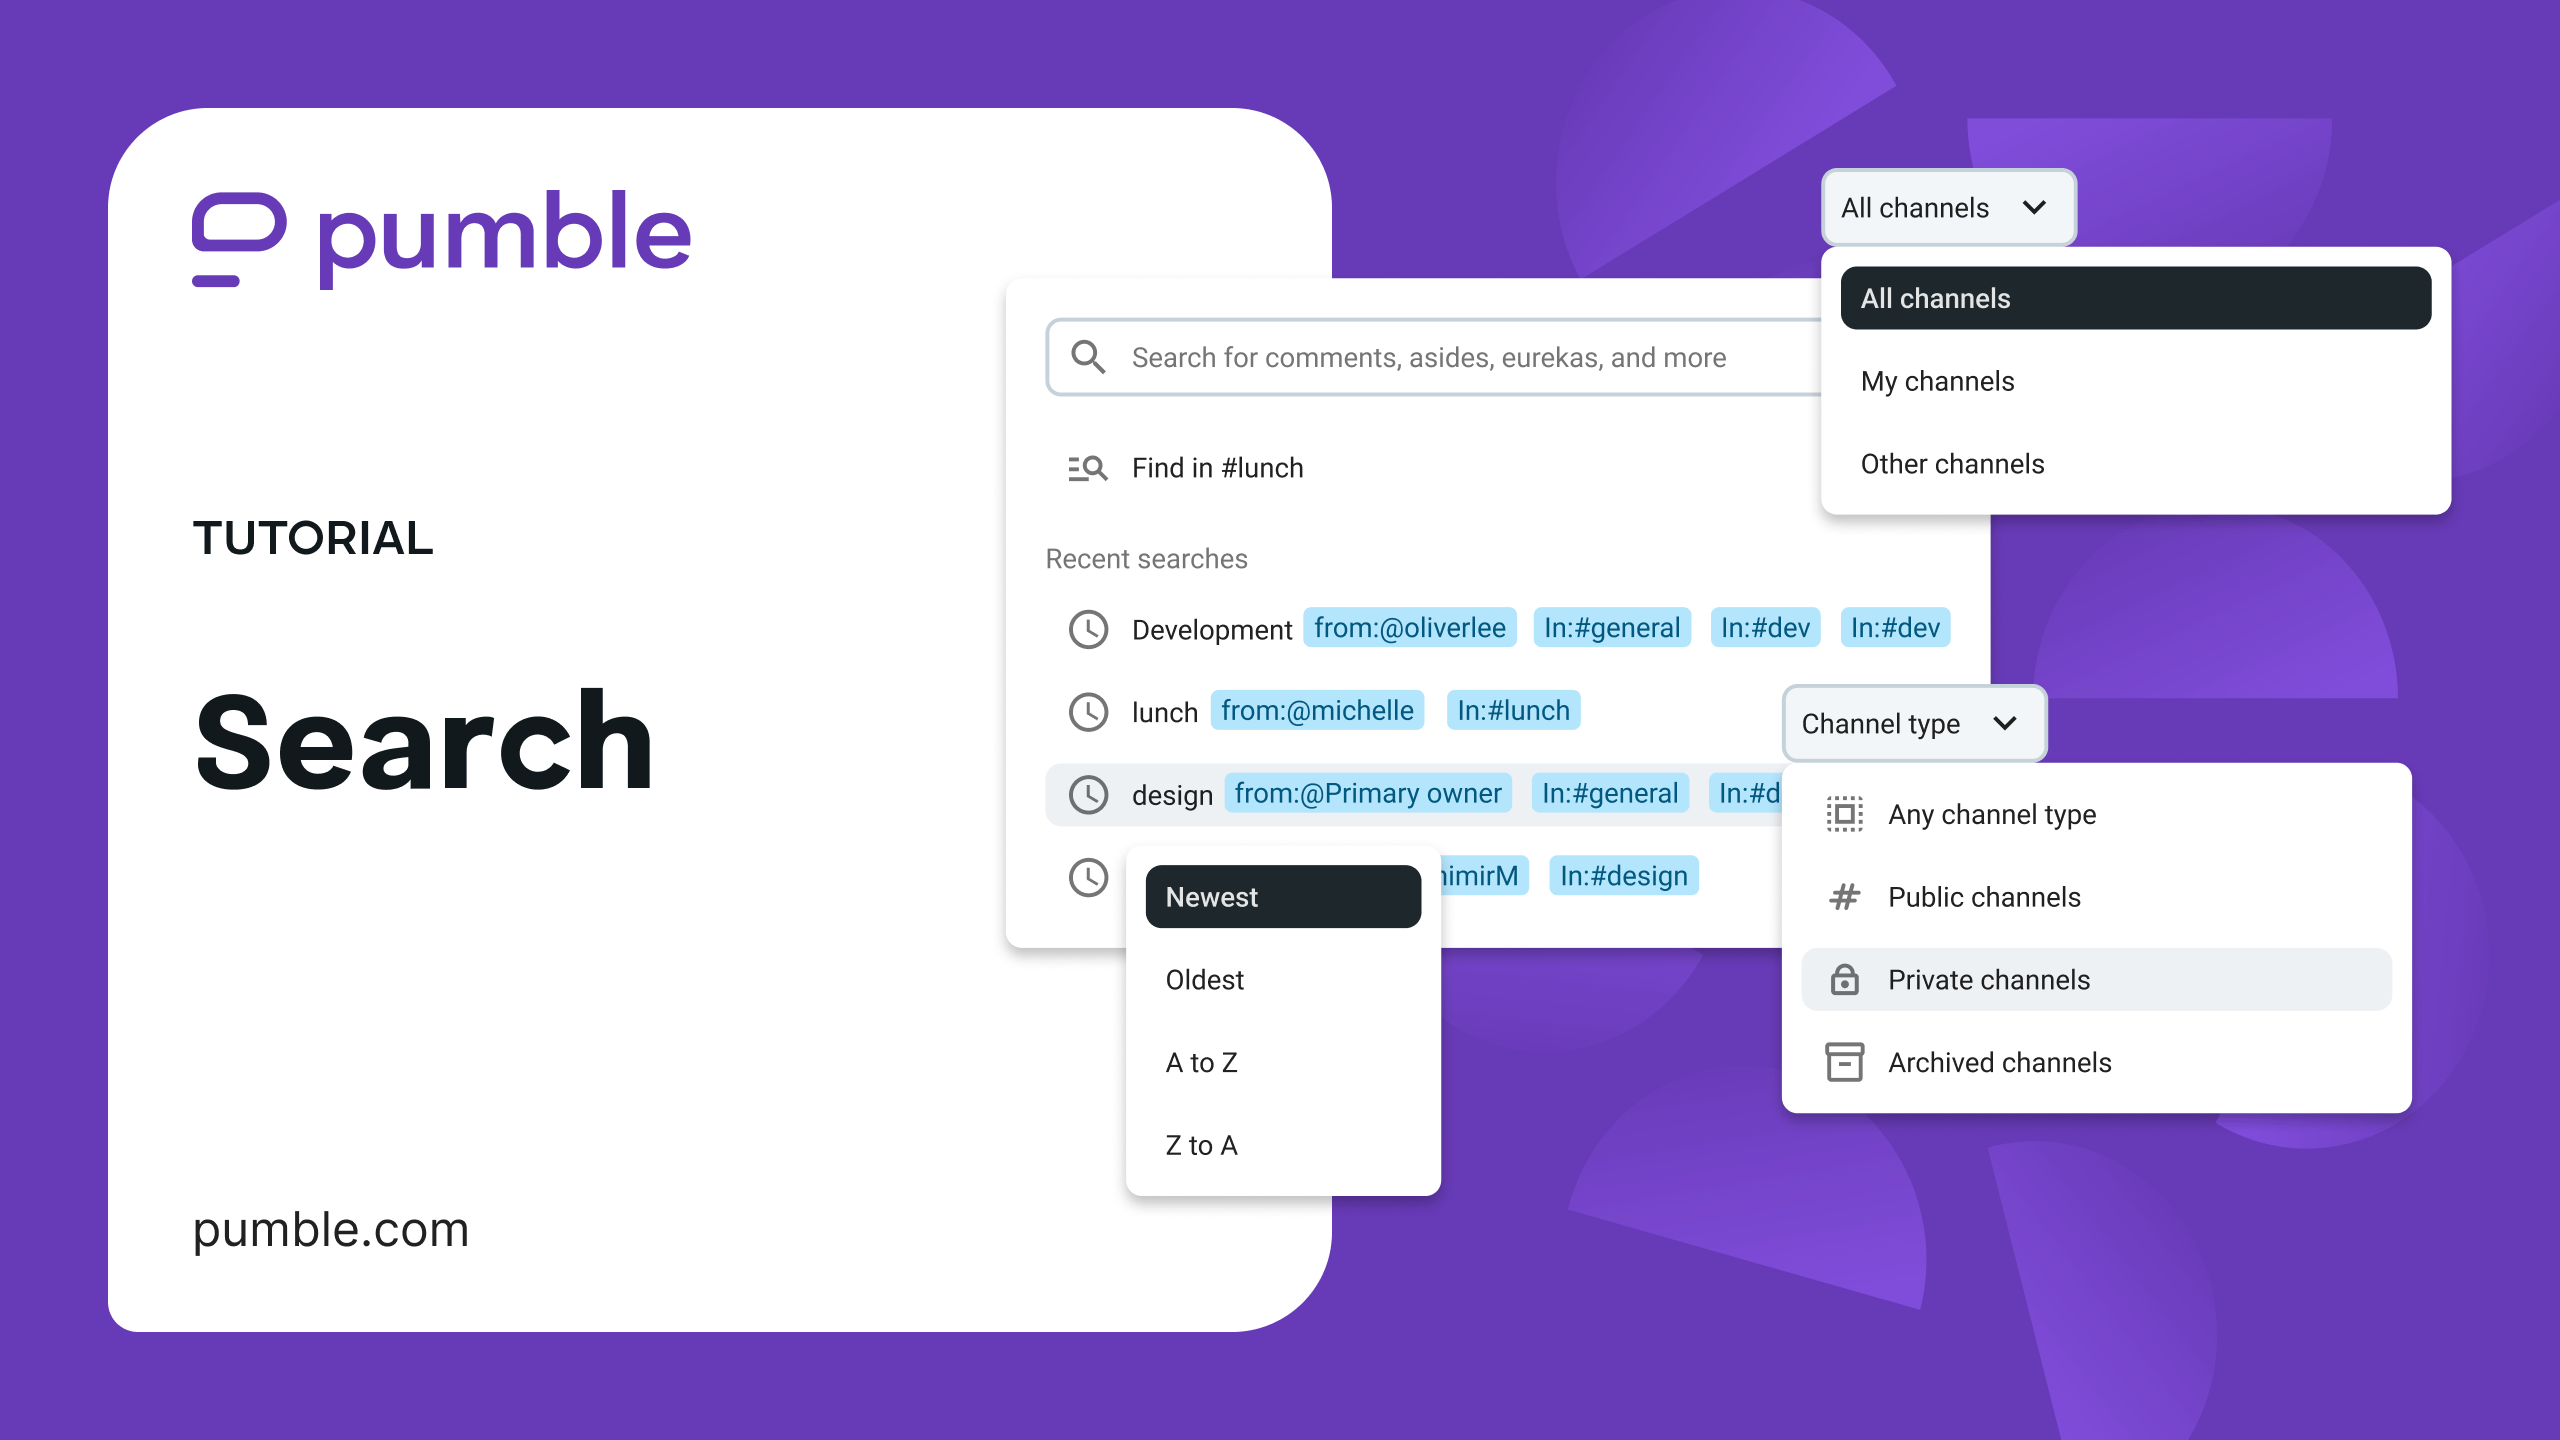 pumble
TUTORIAL
Search
pumble.com
Search for comments, asides, eurekas, and more
Find in #lunch
Recent searches
Development from:@oliverlee In:#general In:#dev In:#dev
lunch from:@michelle In:#lunch
design from:@Primary owner In:#general
In:#design
Newest
Oldest
A to Z
Z to A
All channels
All channels
My channels
Other channels
Channel type
Any channel type
Public channels
Private channels
Archived channels